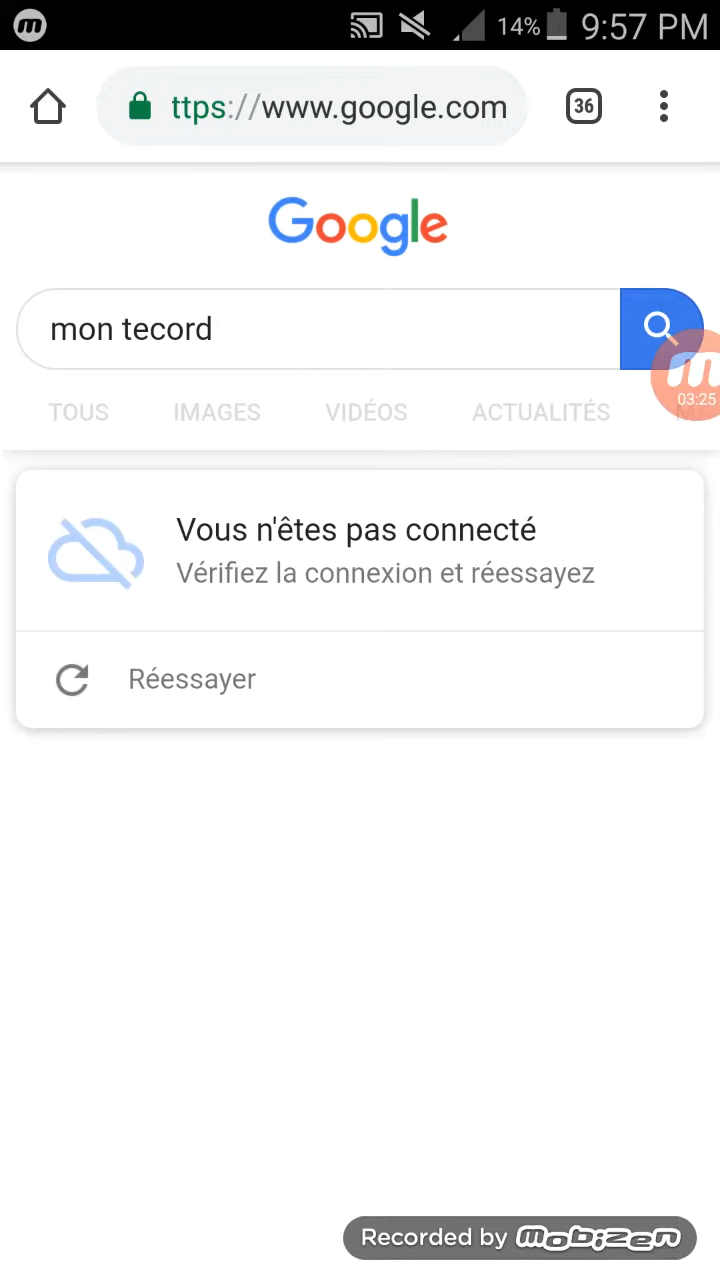 14% 9:57 PM
ttps://www.google.com 36
Google
mon tecord
03:25
TOUS IMAGES VIDÉOS ACTUALITÉS
Vous n'êtes pas connecté
Vérifiez la connexion et réessayez
Réessayer
Recorded by mobizen